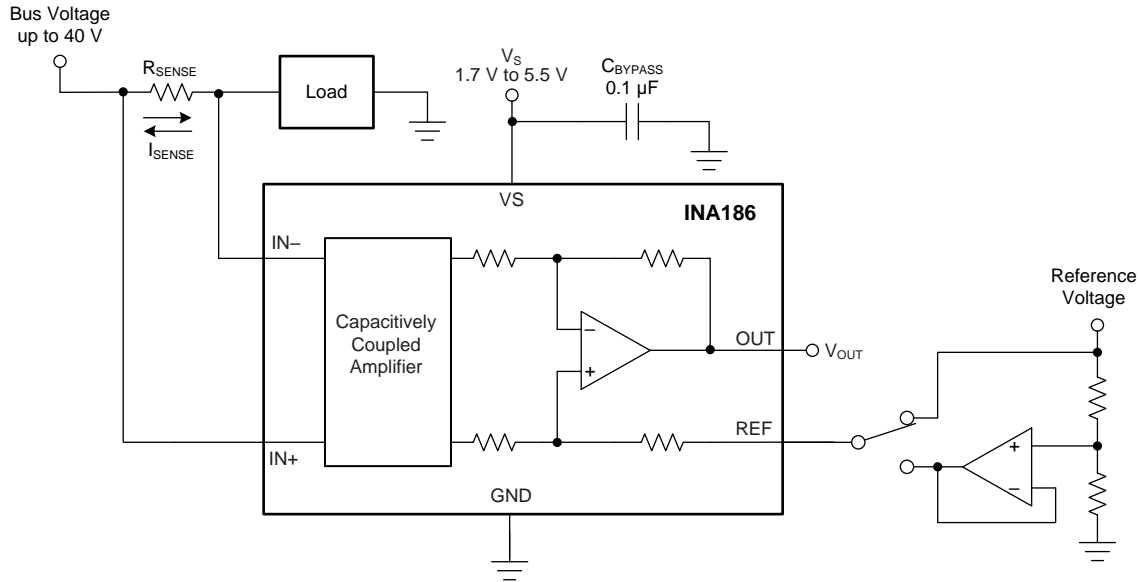 Bus Voltage
up to 40 V
RSENSE
ISENSE
Load
VS
1.7 V to 5.5 V
CBYPASS
0.1 µF
VS
INA186
IN–
Capacitively
Coupled
Amplifier
–
+
OUT
VOUT
REF
IN+
GND
Reference
Voltage
+
–